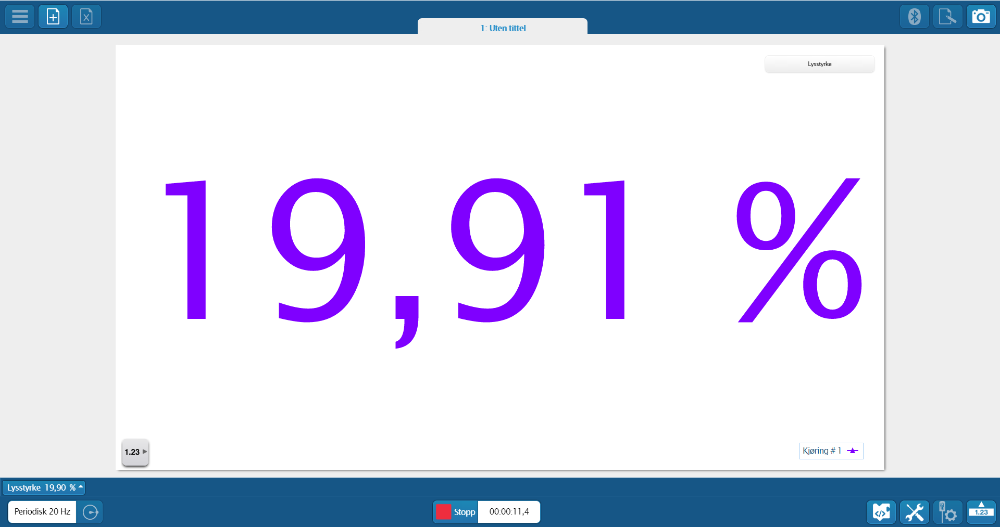 1: Uten tittel
Lysstyrke
19,91 %
1.23
Kjøring # 1
Lysstyrke 19,90 %
Periodisk 20 Hz
Stopp
00:00:11,4
1.23